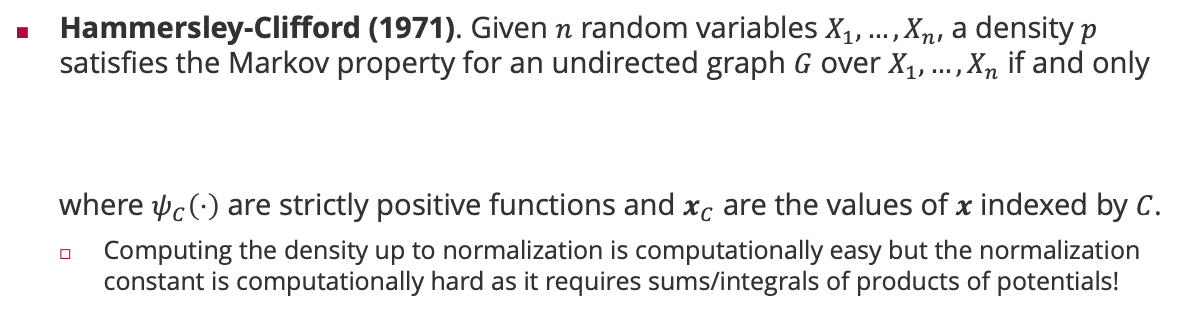 ▪ Hammersley-Clifford (1971). Given n random variables X₁, …, Xₙ, a density p
satisfies the Markov property for an undirected graph G over X₁, …, Xₙ if and only
where ψ_C(·) are strictly positive functions and x_C are the values of x indexed by C.
▫ Computing the density up to normalization is computationally easy but the normalization
constant is computationally hard as it requires sums/integrals of products of potentials!